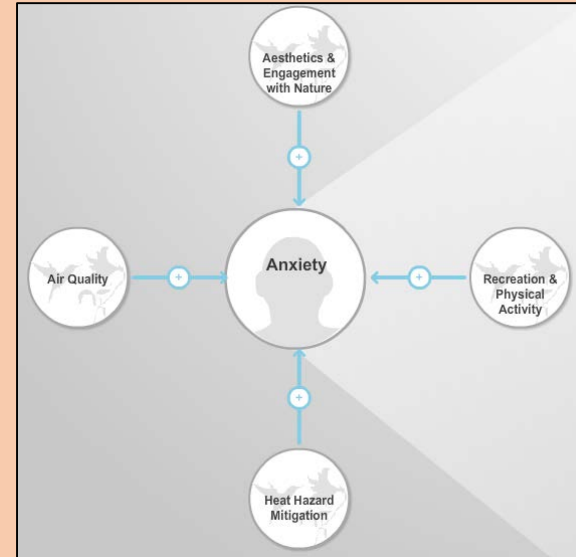 Aesthetics &
Engagement
with Nature
+
Anxiety
Air Quality
+
+
Recreation &
Physical
Activity
+
Heat Hazard
Mitigation